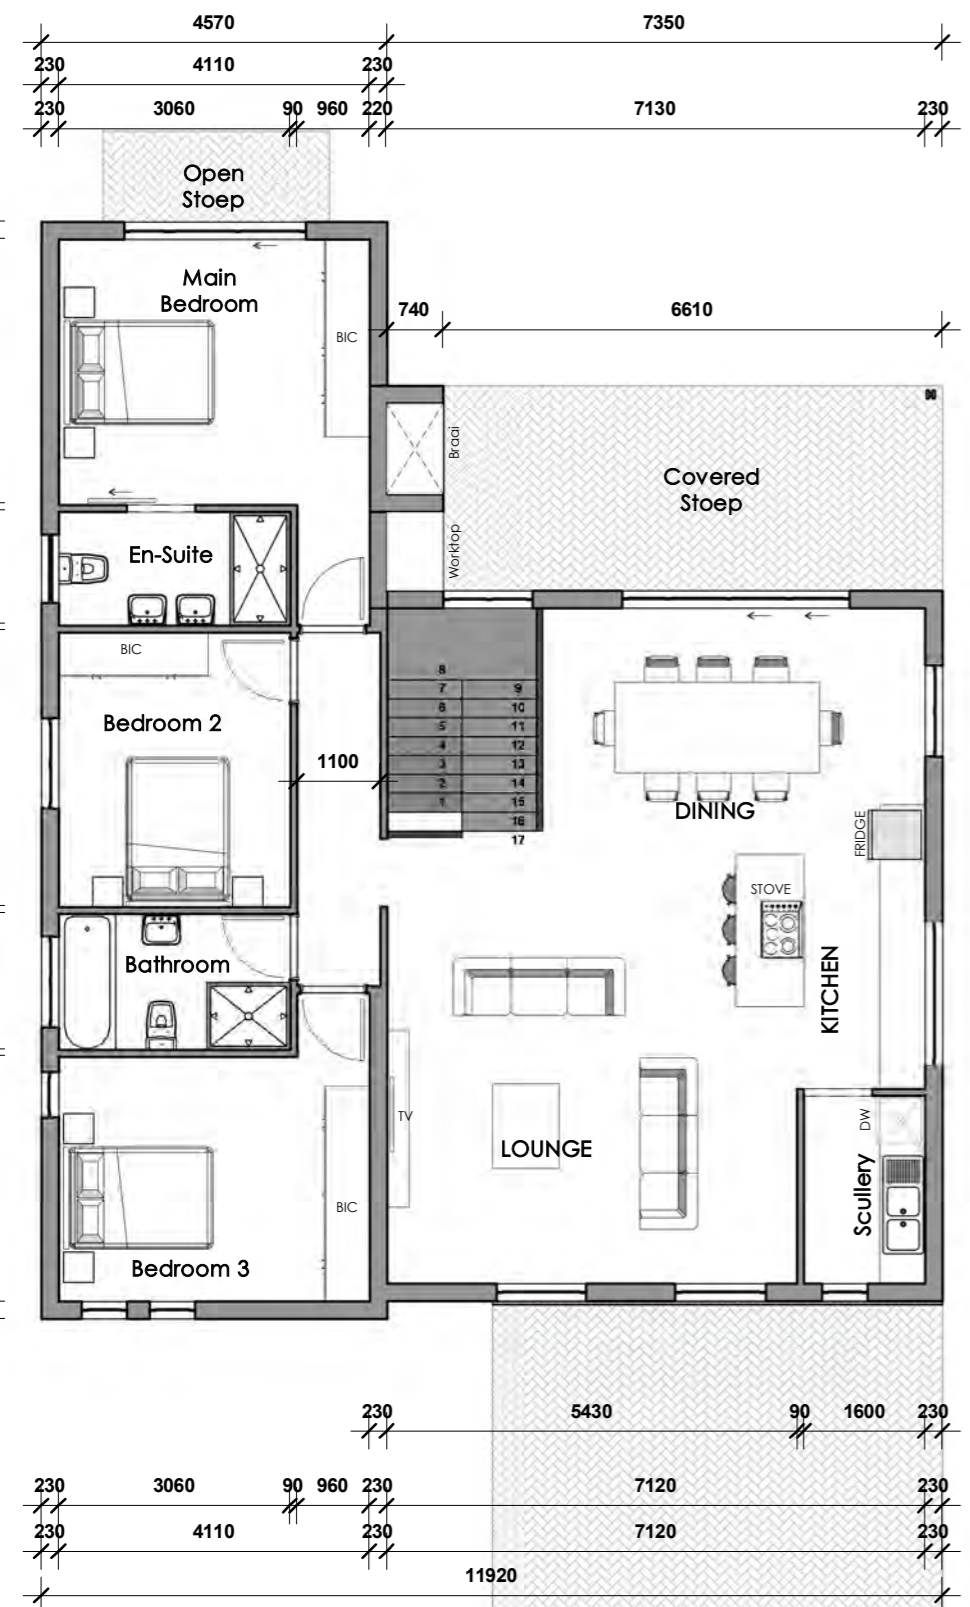 4570 7350
230 4110 230
230 3060 90 960 220 7130 230
Open
Stoep
Main
Bedroom
740 6610
BIC
Braai
Covered
Stoep
En-Suite
Worktop
BIC
8
7 9
6 10
5 11
4 12
3 13
2 14
1 15
16
17
Bedroom 2
1100
DINING
FRIDGE
STOVE
Bathroom
KITCHEN
TV
LOUNGE
DW
Scullery
BIC
Bedroom 3
230 5430 90 1600 230
230 3060 90 960 230 7120 230
230 4110 230 7120 230
11920